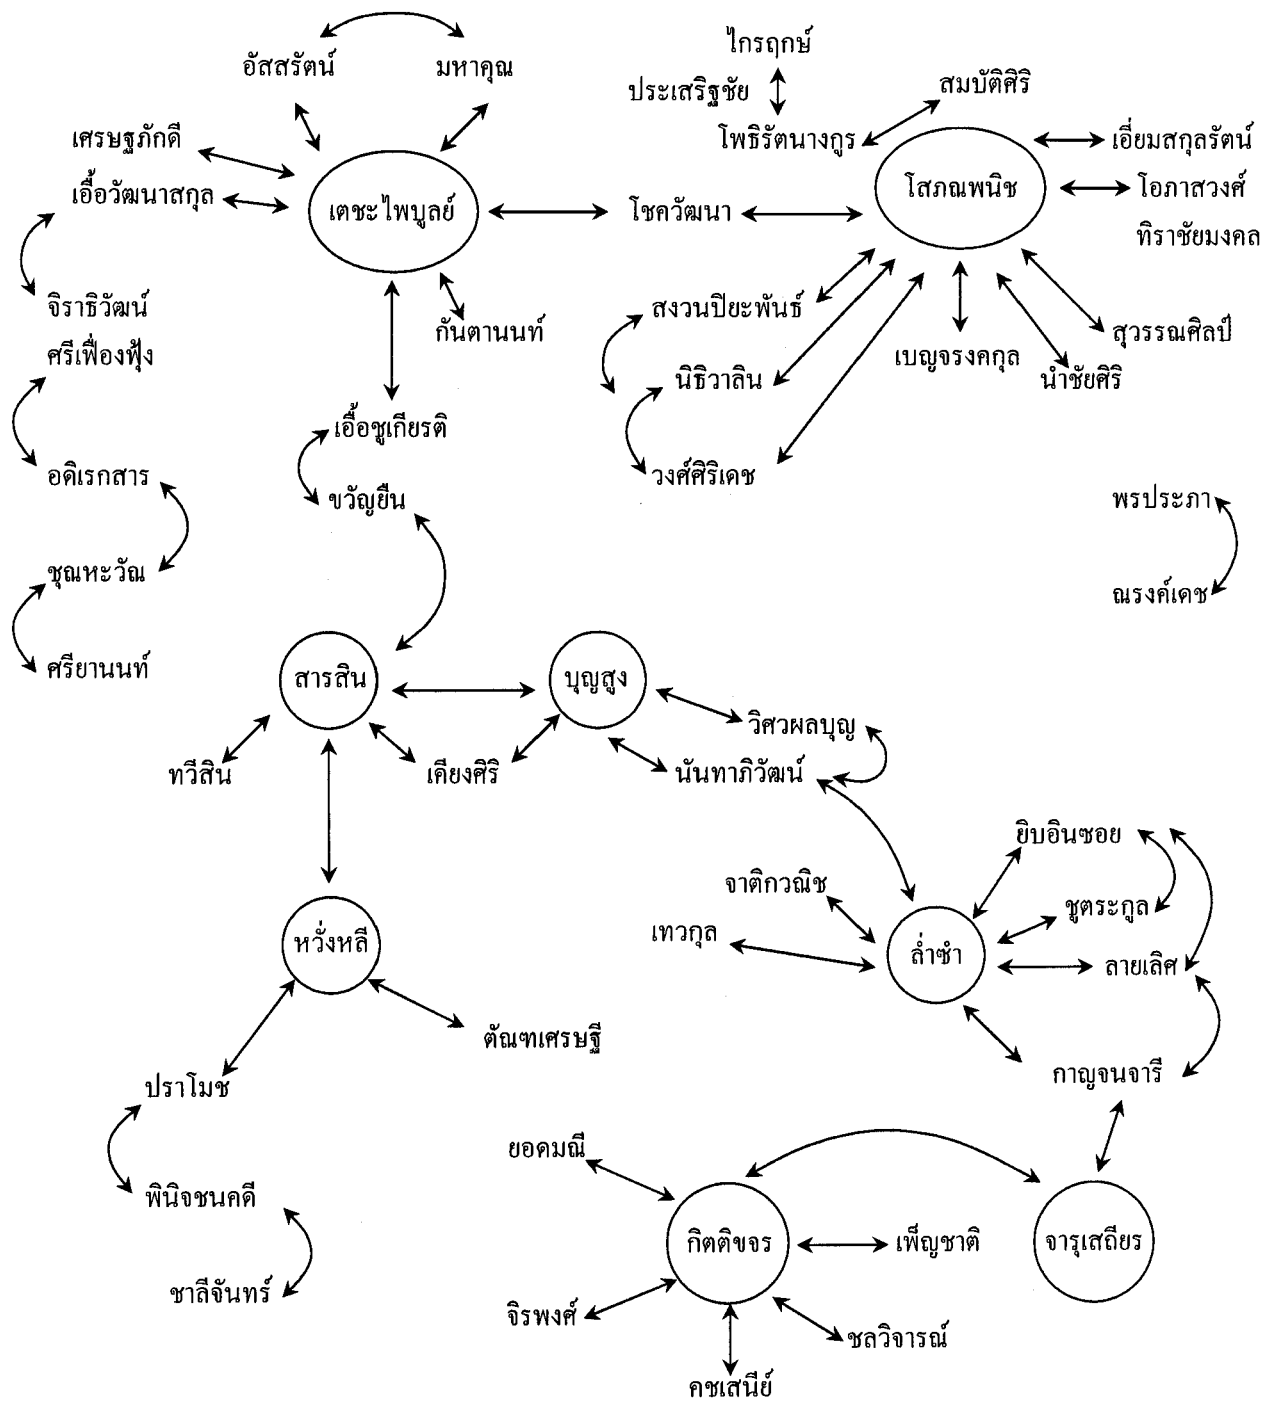 อัสสรัตน์
มหาคุณ
ไกรฤกษ์
ประเสริฐชัย
สมบัติศิริ
เศรษฐภักดี
โพธิรัตนางกูร
เอี่ยมสกุลรัตน์
เอื้อวัฒนาสกุล
เตชะไพบูลย์
โชควัฒนา
โสภณพนิช
โอภาสวงศ์
ทิราชัยมงคล
จิราธิวัฒน์
กันตานนท์
สงวนปิยะพันธ์
สุวรรณศิลป์
ศรีเฟื่องฟุ้ง
เบญจรงคกุล
นิธิวาลิน
นำชัยศิริ
เอื้อชูเกียรติ
อดิเรกสาร
วงศ์ศิริเดช
ขวัญยืน
พรประภา
ชุณหะวัณ
ณรงค์เดช
ศรียานนท์
สารสิน
บุญสูง
วิศวผลบุญ
ทวีสิน
เคียงศิริ
นันทาภิวัฒน์
ยิบอินซอย
จาติกวณิช
ชูตระกูล
เทวกุล
หวั่งหลี
ล่ำซำ
ลายเลิศ
ตัณฑเศรษฐี
ปราโมช
กาญจนจารี
ยอดมณี
พินิจชนคดี
กิตติขจร
เพ็ญชาติ
จารุเสถียร
ชาลีจันทร์
จิรพงศ์
ชลวิจารณ์
คชเสนีย์